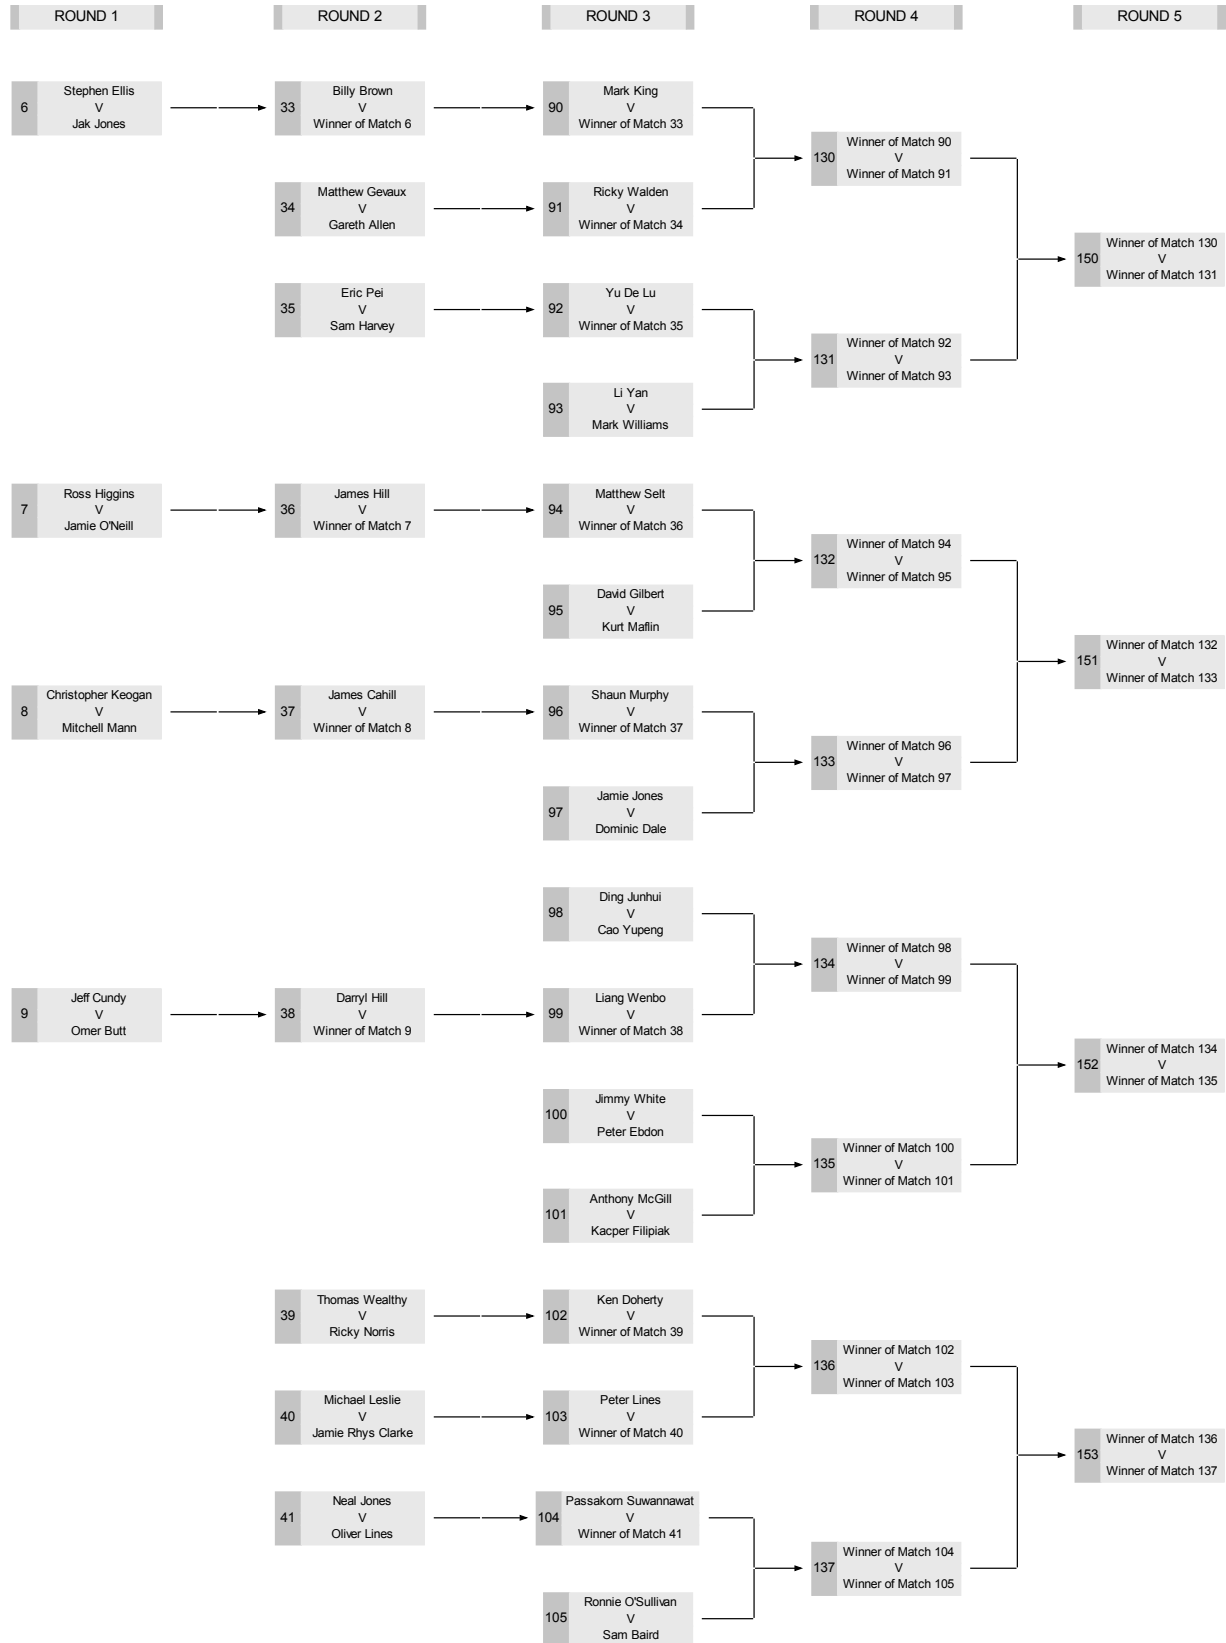 ROUND 1
ROUND 2
ROUND 3
ROUND 4
ROUND 5
6
Stephen Ellis
V
Jak Jones
33
Billy Brown
V
Winner of Match 6
90
Mark King
V
Winner of Match 33
130
Winner of Match 90
V
Winner of Match 91
34
Matthew Gevaux
V
Gareth Allen
91
Ricky Walden
V
Winner of Match 34
150
Winner of Match 130
V
Winner of Match 131
35
Eric Pei
V
Sam Harvey
92
Yu De Lu
V
Winner of Match 35
131
Winner of Match 92
V
Winner of Match 93
93
Li Yan
V
Mark Williams
7
Ross Higgins
V
Jamie O'Neill
36
James Hill
V
Winner of Match 7
94
Matthew Selt
V
Winner of Match 36
132
Winner of Match 94
V
Winner of Match 95
95
David Gilbert
V
Kurt Maflin
151
Winner of Match 132
V
Winner of Match 133
8
Christopher Keogan
V
Mitchell Mann
37
James Cahill
V
Winner of Match 8
96
Shaun Murphy
V
Winner of Match 37
133
Winner of Match 96
V
Winner of Match 97
97
Jamie Jones
V
Dominic Dale
98
Ding Junhui
V
Cao Yupeng
134
Winner of Match 98
V
Winner of Match 99
9
Jeff Cundy
V
Omer Butt
38
Darryl Hill
V
Winner of Match 9
99
Liang Wenbo
V
Winner of Match 38
152
Winner of Match 134
V
Winner of Match 135
100
Jimmy White
V
Peter Ebdon
135
Winner of Match 100
V
Winner of Match 101
101
Anthony McGill
V
Kacper Filipiak
39
Thomas Wealthy
V
Ricky Norris
102
Ken Doherty
V
Winner of Match 39
136
Winner of Match 102
V
Winner of Match 103
40
Michael Leslie
V
Jamie Rhys Clarke
103
Peter Lines
V
Winner of Match 40
153
Winner of Match 136
V
Winner of Match 137
41
Neal Jones
V
Oliver Lines
104
Passakorn Suwannawat
V
Winner of Match 41
137
Winner of Match 104
V
Winner of Match 105
105
Ronnie O'Sullivan
V
Sam Baird